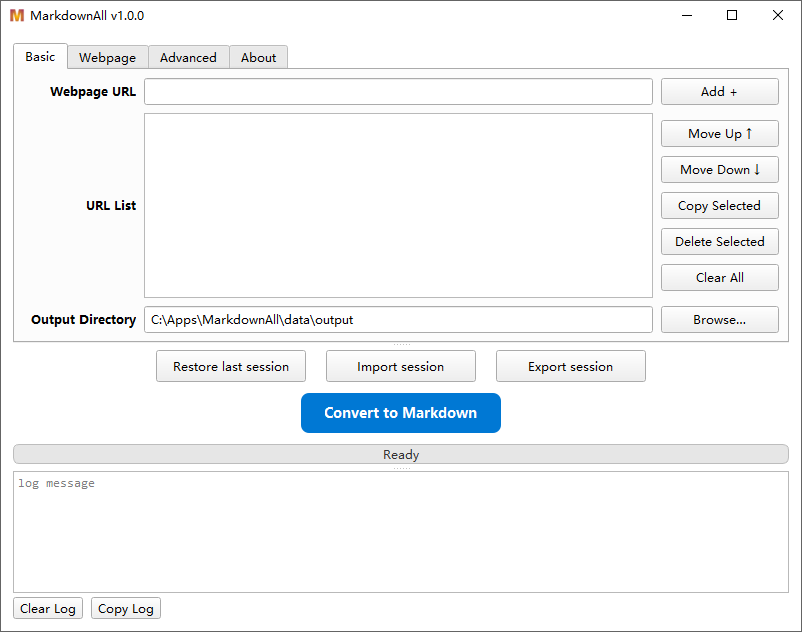 MarkdownAll v1.0.0
Basic Webpage Advanced About
Webpage URL Add +
Move Up ↑
Move Down ↓
URL List Copy Selected
Delete Selected
Clear All
Output Directory C:\Apps\MarkdownAll\data\output Browse...
Restore last session Import session Export session
Convert to Markdown
Ready
log message
Clear Log Copy Log